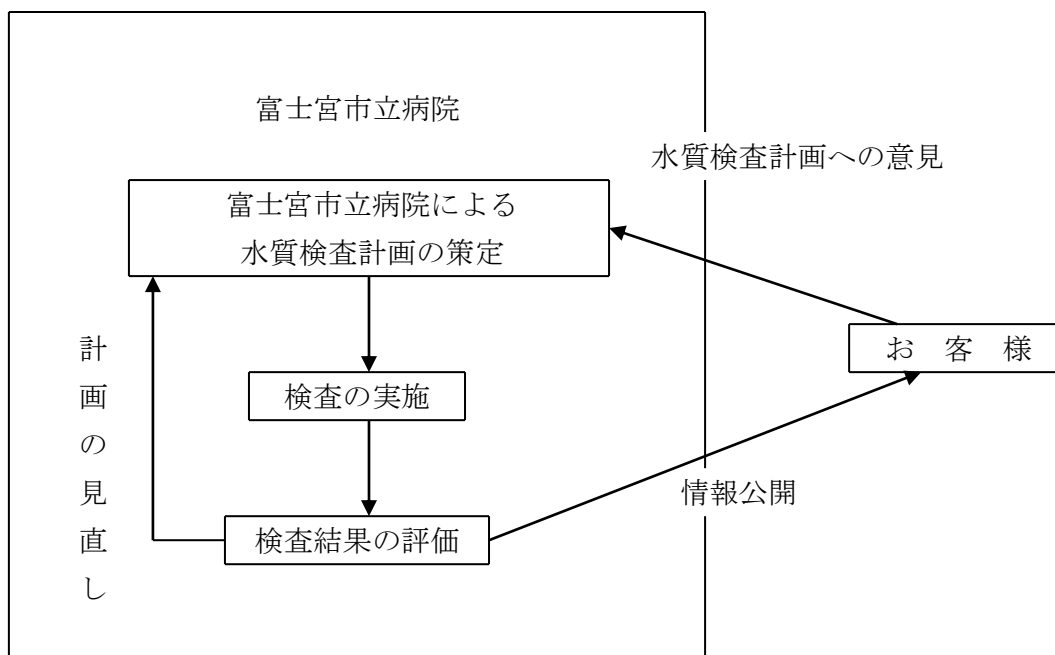 富士宮市立病院
水質検査計画への意見
富士宮市立病院による
水質検査計画の策定
計画の見直し
お 客 様
検査の実施
情報公開
検査結果の評価